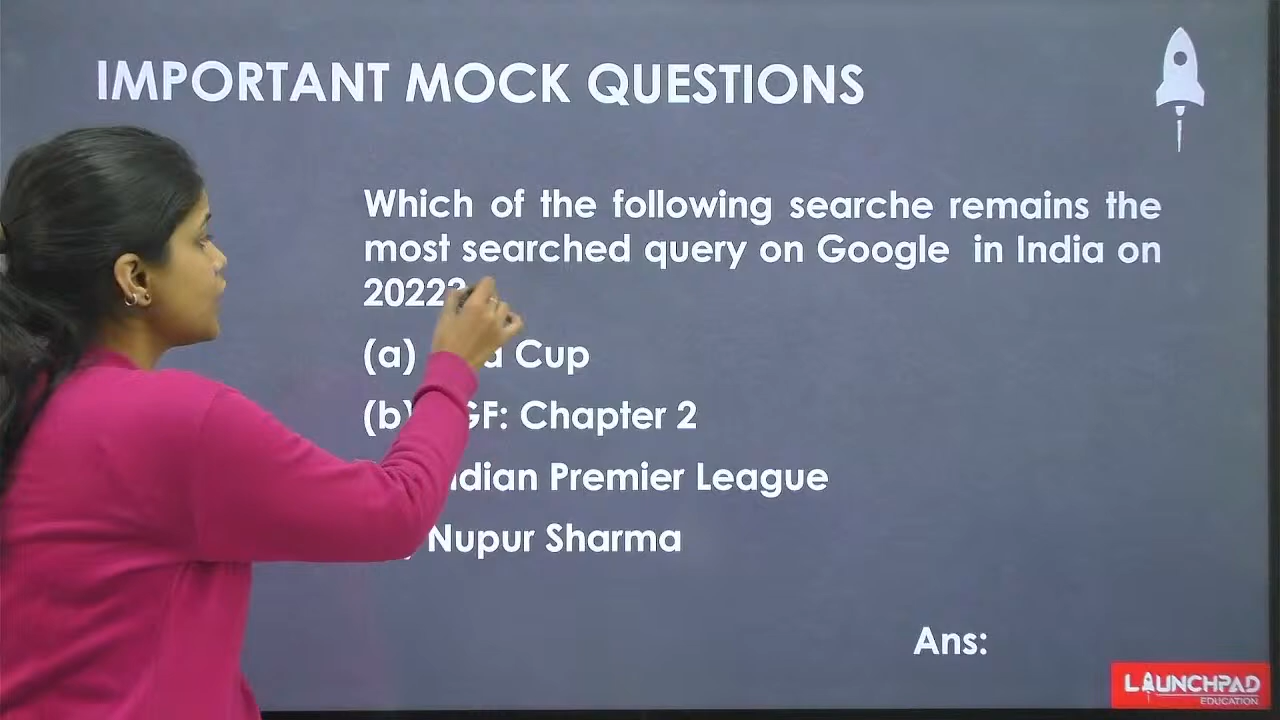 IMPORTANT MOCK QUESTIONS
Which of the following searche remains the
most searched query on Google in India on
2022?
(a) Cup
(b) GF: Chapter 2
Indian Premier League
Nupur Sharma
Ans:
LAUNCHPAD
EDUCATION